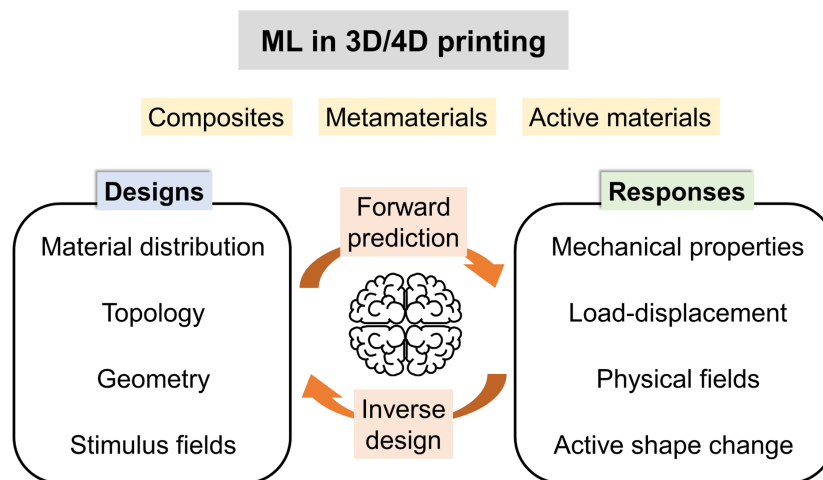 ML in 3D/4D printing
Composites Metamaterials Active materials
Designs
Material distribution
Topology
Geometry
Stimulus fields
Forward
prediction
Inverse
design
Responses
Mechanical properties
Load-displacement
Physical fields
Active shape change